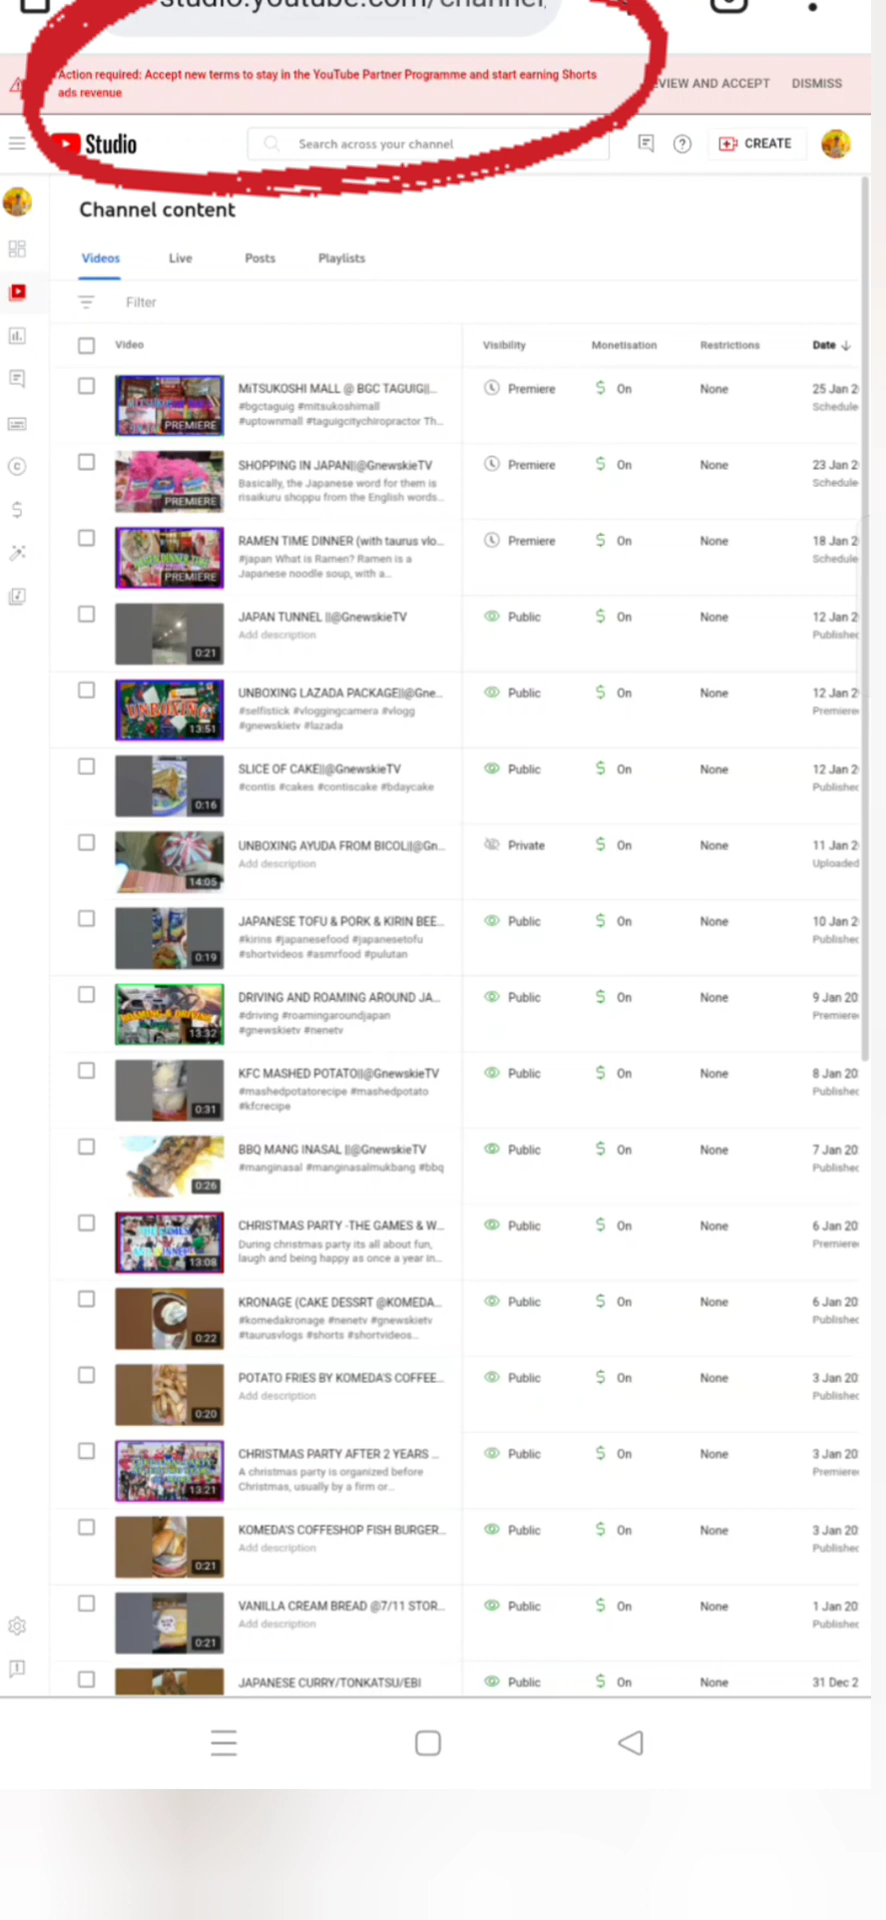 studio.youtube.com/channel
Action required: Accept new terms to stay in the YouTube Partner Programme and start earning Shorts
ads revenue
AND ACCEPT DISMISS
Studio
Search across your channel
CREATE
Channel content
Videos Live Posts Playlists
Filter
Video Visibility Monetisation Restrictions Date
MiTSUKOSHI MALL @ BGC TAGUIG||... Premiere On None 25 Jan 2
#bgctaguig #mitsukoshimall Schedule
#uptownmall #taguigcitychiropractor Th...
PREMIERE
SHOPPING IN JAPAN||@GnewskieTV Premiere On None 23 Jan 2
Basically, the Japanese word for them is Schedule
risaikuru shoppu from the English words...
PREMIERE
RAMEN TIME DINNER (with taurus vlo... Premiere On None 18 Jan 2
#japan What is Ramen? Ramen is a Schedule
Japanese noodle soup, with a...
PREMIERE
JAPAN TUNNEL ||@GnewskieTV Public On None 12 Jan 2
Add description Published
0:21
UNBOXING LAZADA PACKAGE||@Gne... Public On None 12 Jan 2
#selfistick #vloggingcamera #vlogg Premiere
#gnewskietv #lazada
UNBOXING
13:51
SLICE OF CAKE||@GnewskieTV Public On None 12 Jan 2
#contis #cakes #contiscake #bdaycake Published
0:16
UNBOXING AYUDA FROM BICOL||@Gn... Private On None 11 Jan 2
Add description Uploaded
14:05
JAPANESE TOFU & PORK & KIRIN BEE... Public On None 10 Jan 2
#kirins #japanesefood #japanesetofu Published
#shortvideos #asmrfood #pulutan
0:19
DRIVING AND ROAMING AROUND JA... Public On None 9 Jan 20
#driving #roamingaroundjapan Premiere
#gnewskietv #nenetv
ROAMING & DRIVING
13:32
KFC MASHED POTATO||@GnewskieTV Public On None 8 Jan 20
#mashedpotatorecipe #mashedpotato Published
#kfcrecipe
0:31
BBQ MANG INASAL ||@GnewskieTV Public On None 7 Jan 20
#manginasal #manginasalmukbang #bbq Published
0:26
CHRISTMAS PARTY -THE GAMES & W... Public On None 6 Jan 20
During christmas party its all about fun, Premiere
laugh and being happy as once a year in...
13:08
KRONAGE (CAKE DESSRT @KOMEDA... Public On None 6 Jan 20
#komedakronage #nenetv #gnewskietv Published
#taurusvlogs #shorts #shortvideos...
0:22
POTATO FRIES BY KOMEDA'S COFFEE... Public On None 3 Jan 20
Add description Published
0:20
CHRISTMAS PARTY AFTER 2 YEARS ... Public On None 3 Jan 20
A christmas party is organized before Premiere
Christmas, usually by a firm or...
13:21
KOMEDA'S COFFESHOP FISH BURGER... Public On None 3 Jan 20
Add description Published
0:21
VANILLA CREAM BREAD @7/11 STOR... Public On None 1 Jan 20
Add description Published
0:21
JAPANESE CURRY/TONKATSU/EBI Public On None 31 Dec 2